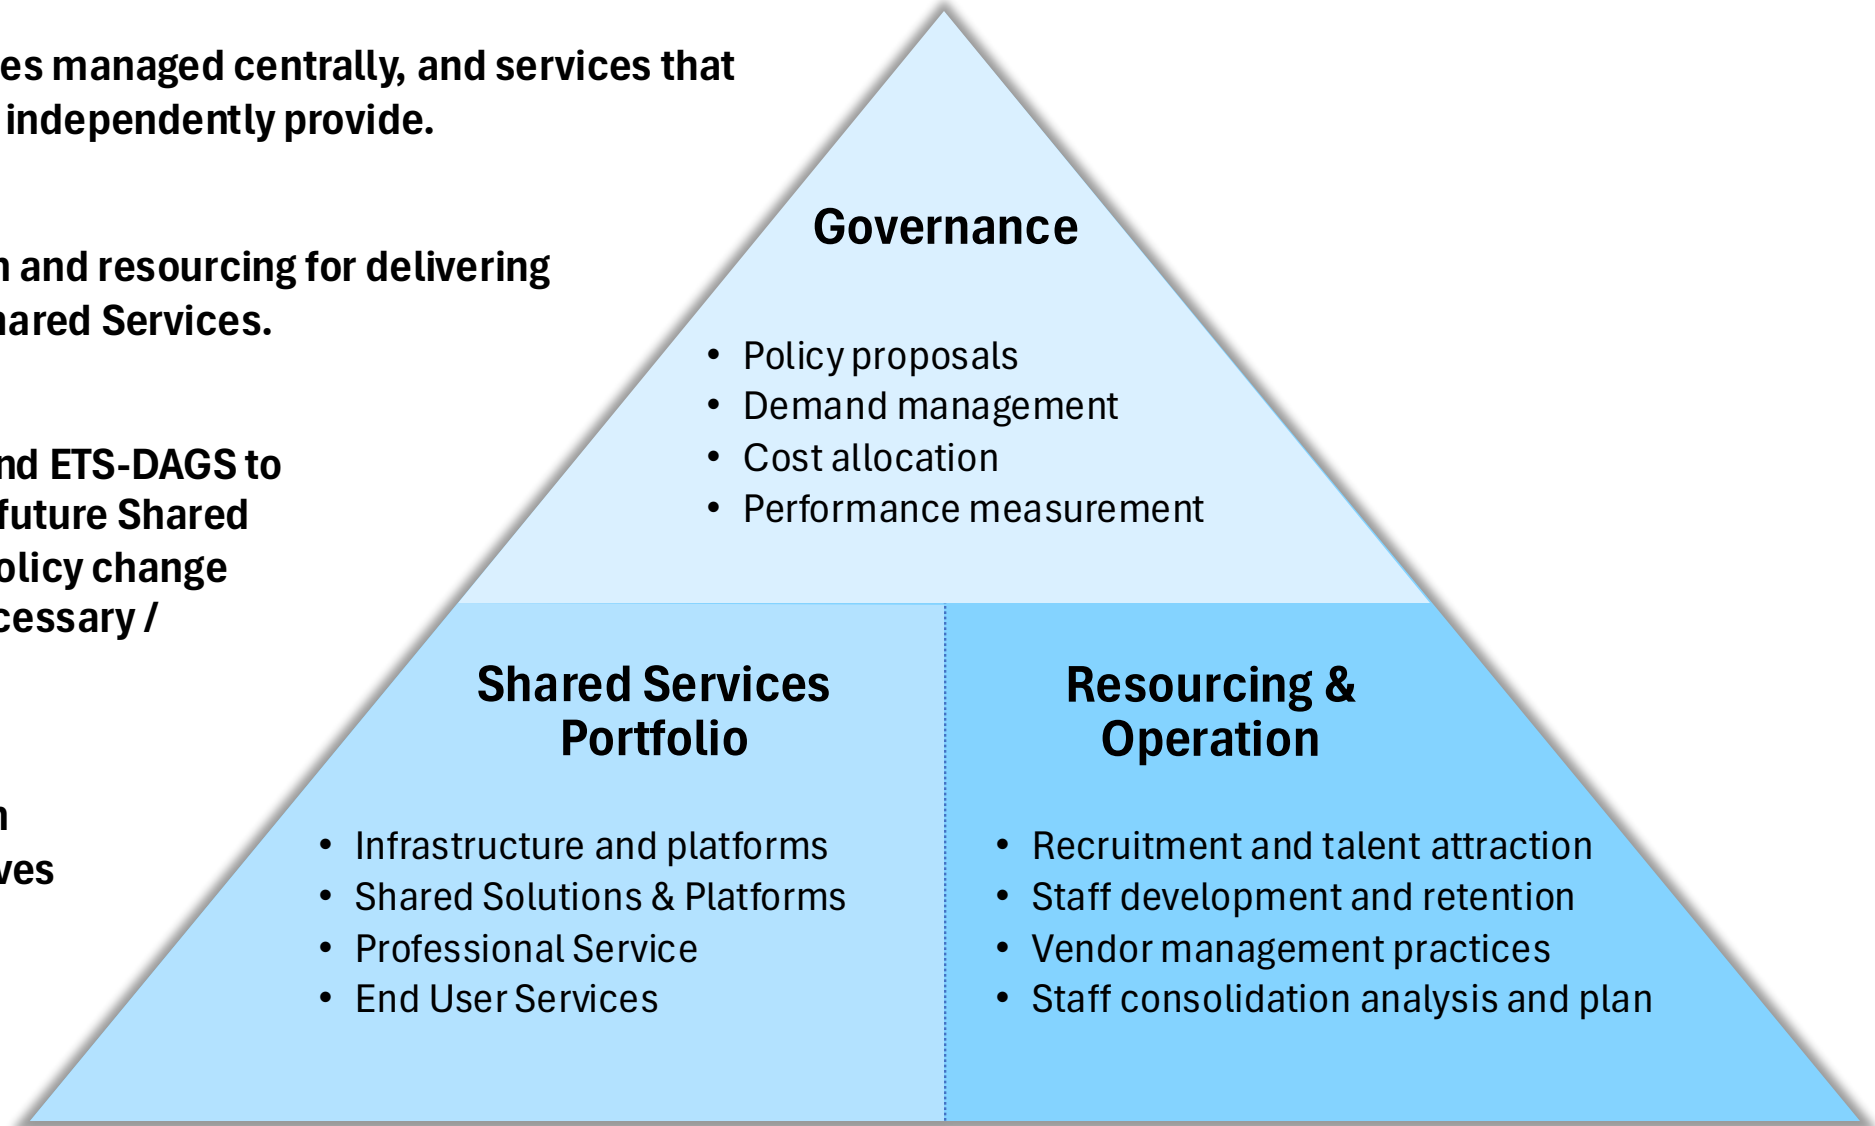 es managed centrally, and services that
independently provide.
and resourcing for delivering
hared Services.
nd ETS-DAGS to
future Shared
olicy change
cessary /
ves
Governance
• Policy proposals
• Demand management
• Cost allocation
• Performance measurement
Shared Services
Portfolio
• Infrastructure and platforms
• Shared Solutions & Platforms
• Professional Service
• End User Services
Resourcing &
Operation
• Recruitment and talent attraction
• Staff development and retention
• Vendor management practices
• Staff consolidation analysis and plan